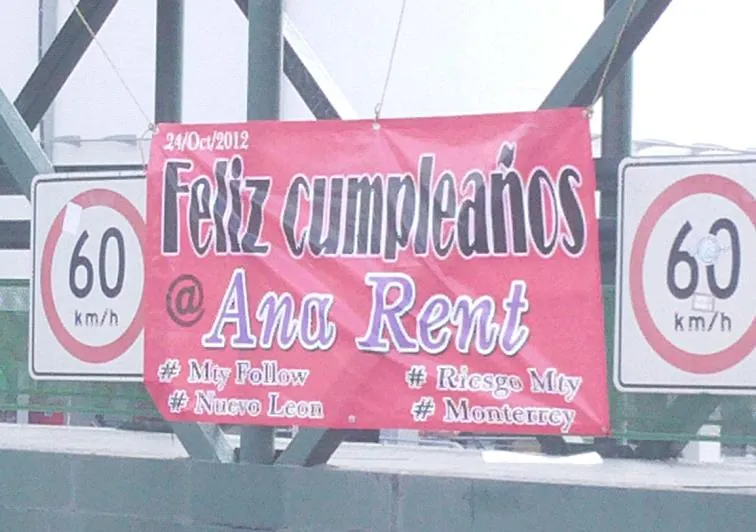 24/Oct/2012
Feliz cumpleaños
@ Ana Rent
# Mty Follow
# Riesgo Mty
# Nuevo Leon
# Monterrey
60
km/h
60
km/h